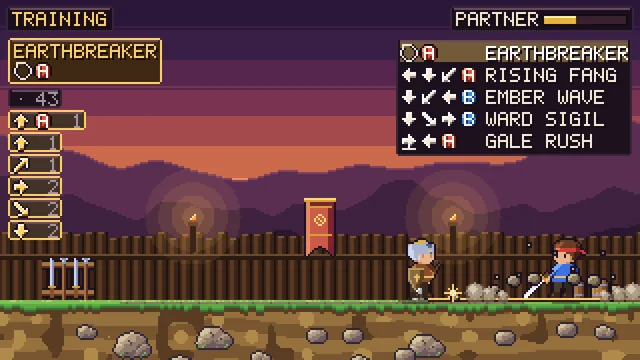 TRAINING
PARTNER
EARTHBREAKER
A
· 43
↑ A 1
↑ 1
↗ 1
→ 2
↘ 2
↓ 2
A EARTHBREAKER
← ↓ ↙ A RISING FANG
↓ ↙ ← B EMBER WAVE
↓ ↘ → B WARD SIGIL
→ ← A GALE RUSH